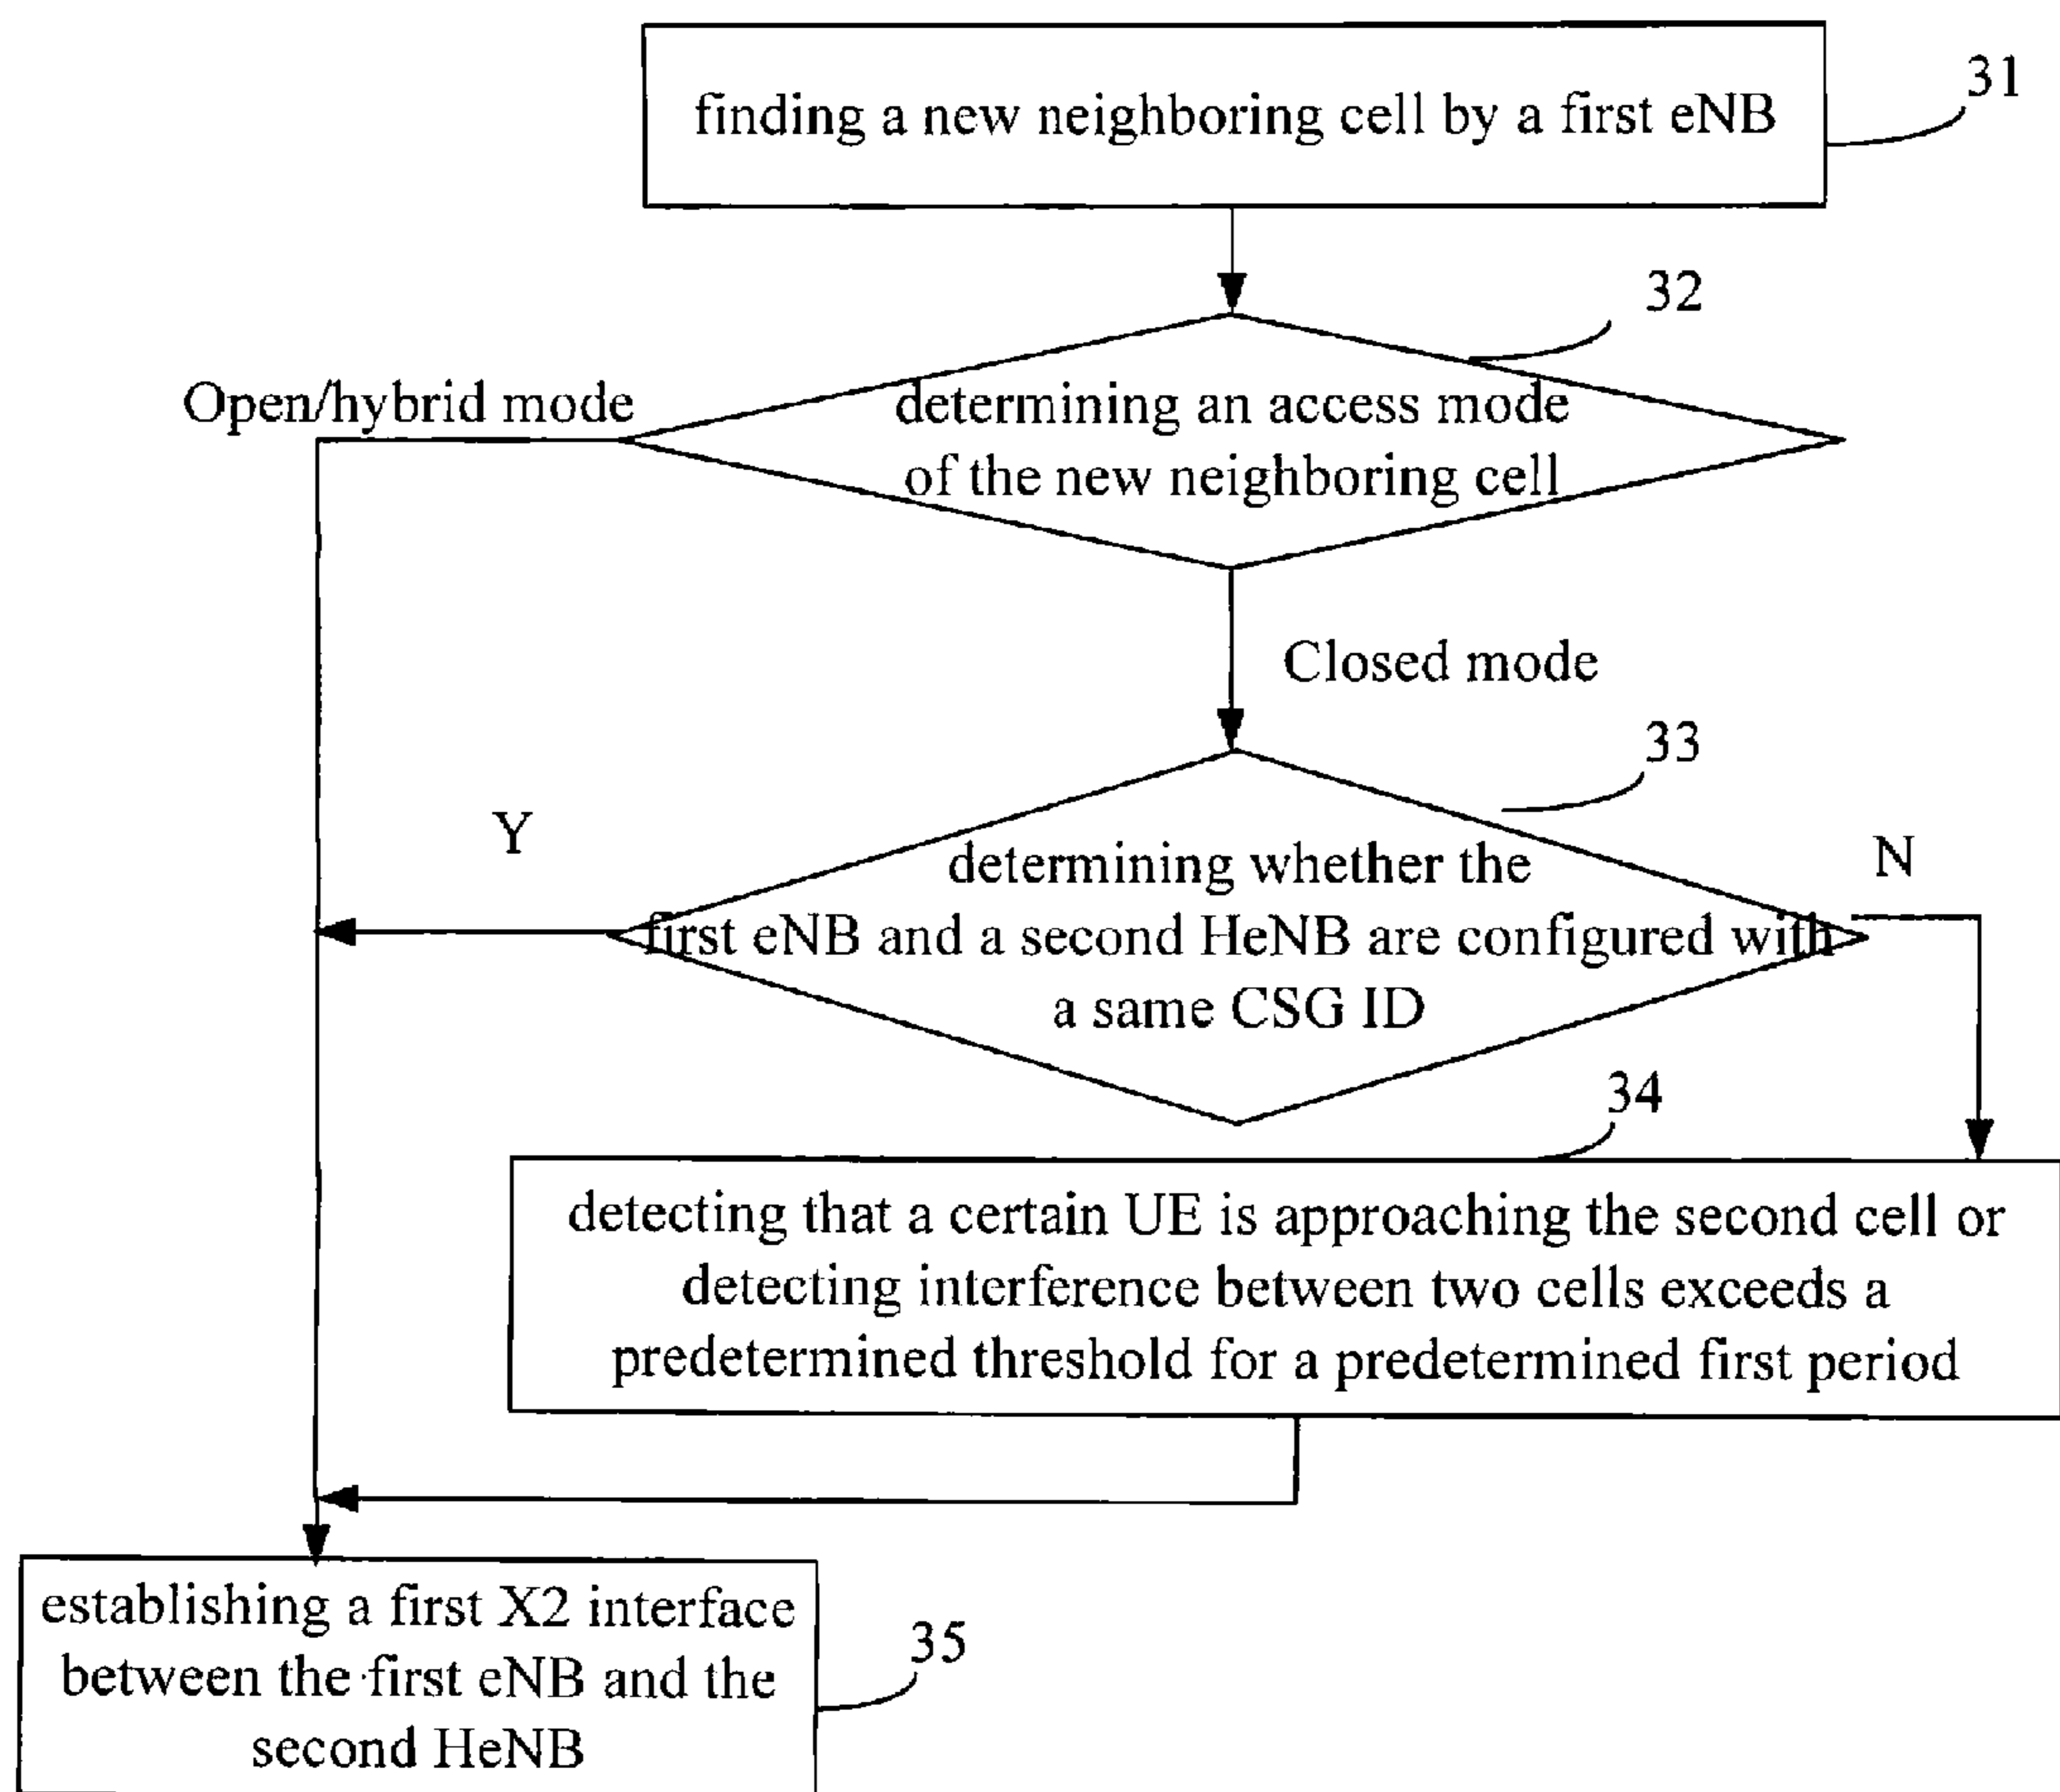 finding a new neighboring cell by a first eNB
31
32
Open/hybrid mode
determining an access mode
of the new neighboring cell
Closed mode
33
Y
N
determining whether the
first eNB and a second HeNB are configured with
a same CSG ID
34
detecting that a certain UE is approaching the second cell or
detecting interference between two cells exceeds a
predetermined threshold for a predetermined first period
establishing a first X2 interface
between the first eNB and the
second HeNB
35